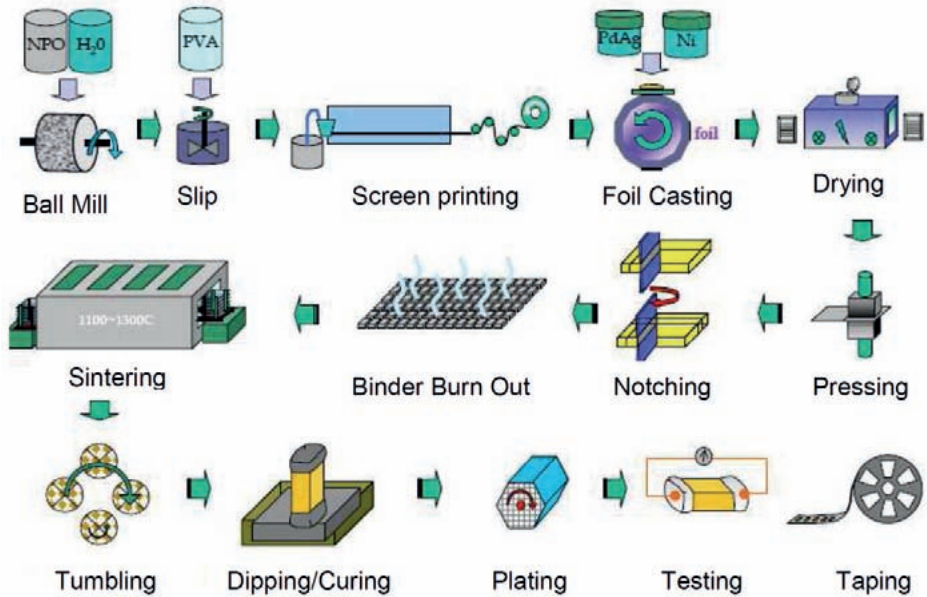 NPO H₂0 PVA PdAg Ni
foil
Ball Mill Slip Screen printing Foil Casting Drying
1100~1300C
Sintering Binder Burn Out Notching Pressing
Tumbling Dipping/Curing Plating Testing Taping